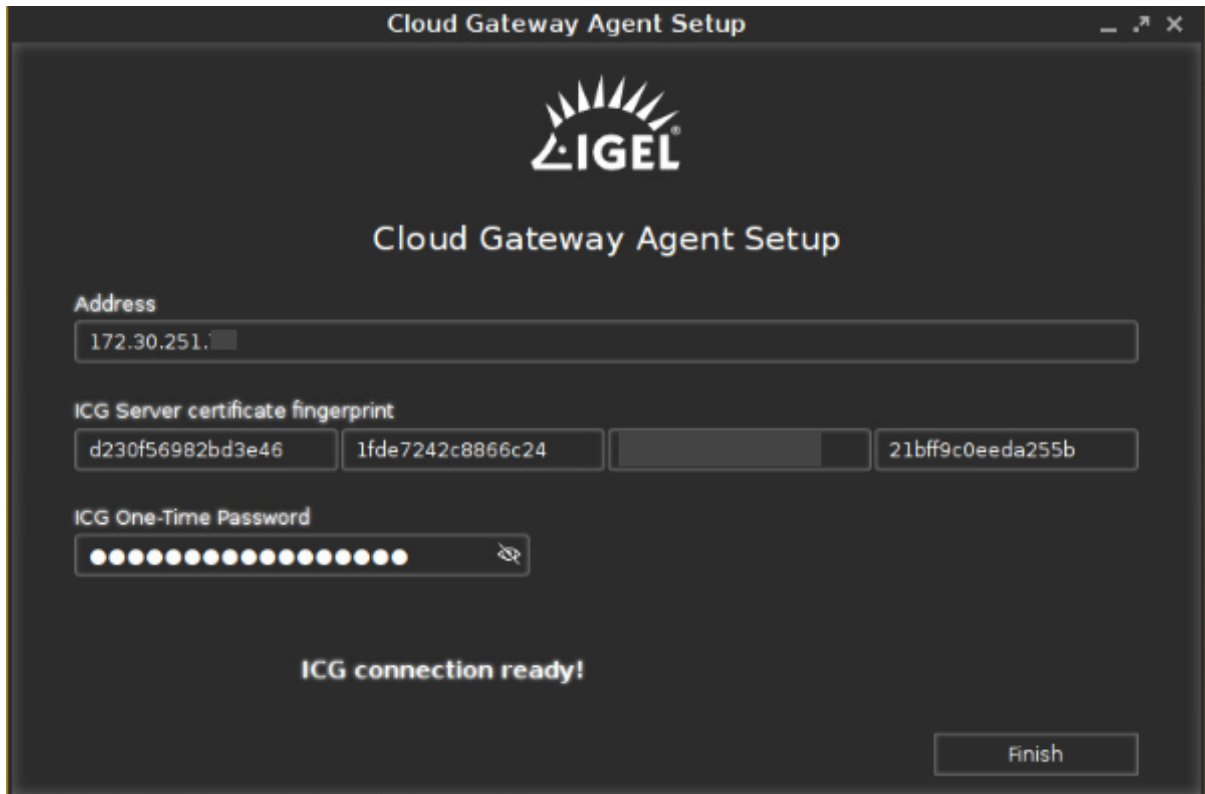 Cloud Gateway Agent Setup
IGEL®
Cloud Gateway Agent Setup
Address
172.30.251.
ICG Server certificate fingerprint
d230f56982bd3e46 1fde7242c8866c24 21bff9c0eeda255b
ICG One-Time Password
●●●●●●●●●●●●●●●●●
ICG connection ready!
Finish